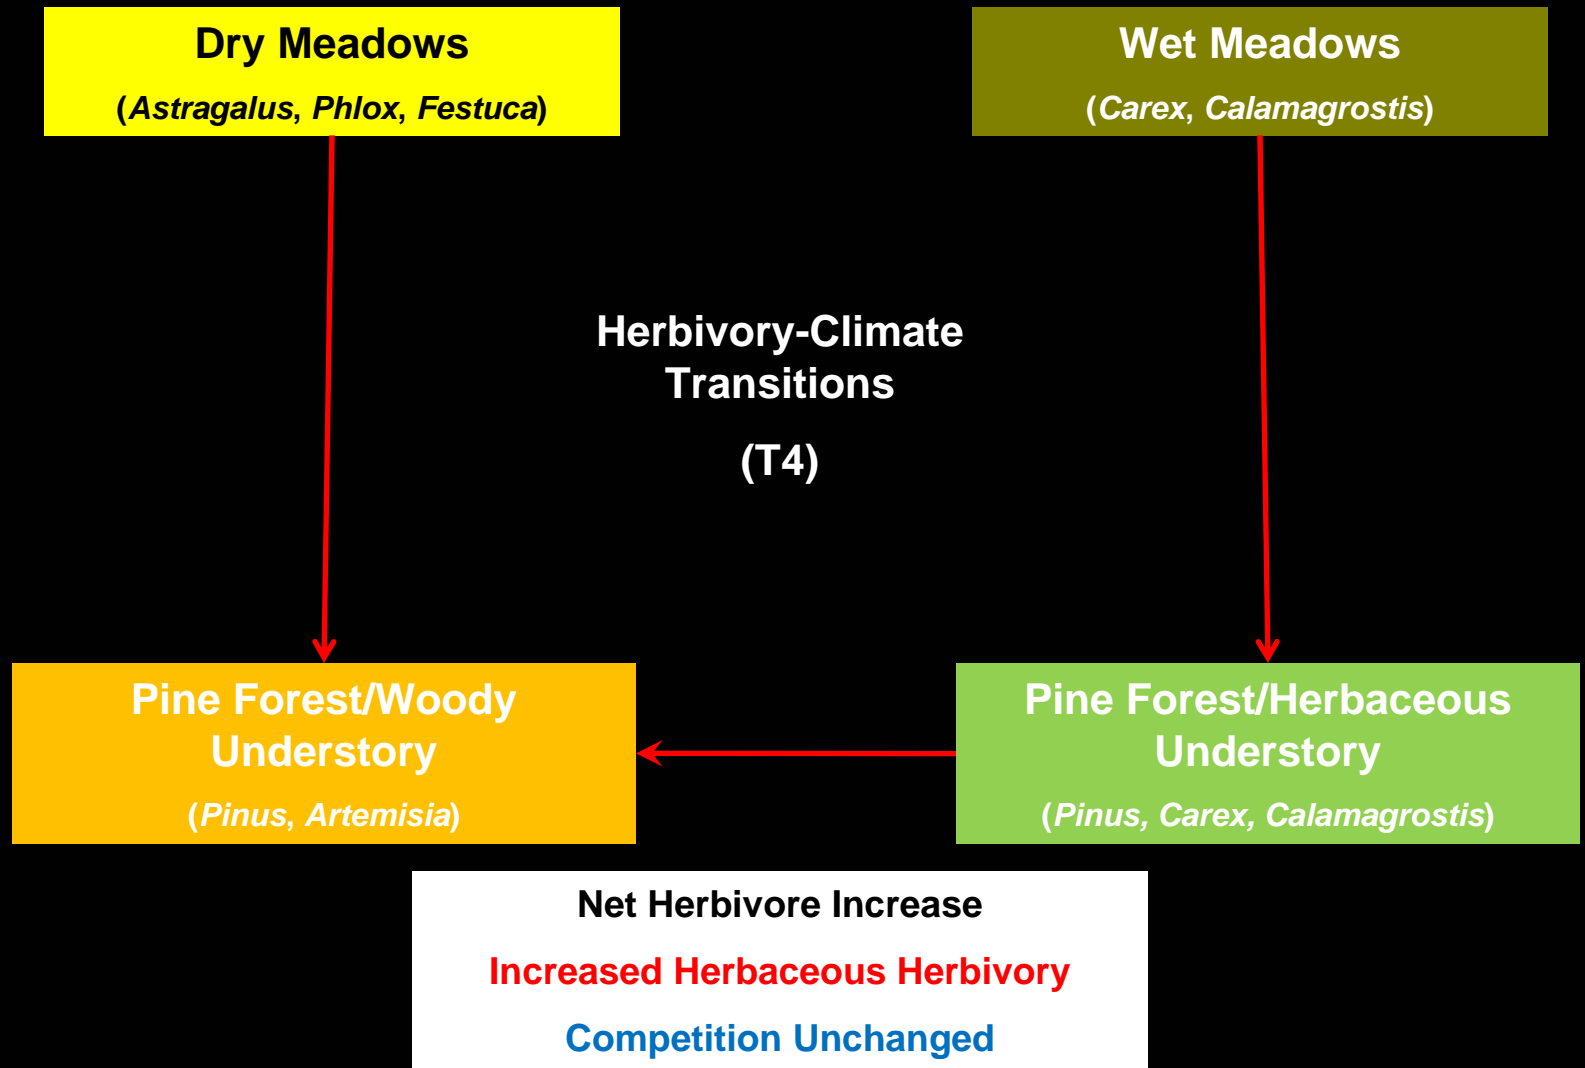 Dry Meadows
(Astragalus, Phlox, Festuca)
Wet Meadows
(Carex, Calamagrostis)
Herbivory-Climate
Transitions
(T4)
Pine Forest/Woody
Understory
(Pinus, Artemisia)
Pine Forest/Herbaceous
Understory
(Pinus, Carex, Calamagrostis)
Net Herbivore Increase
Increased Herbaceous Herbivory
Competition Unchanged